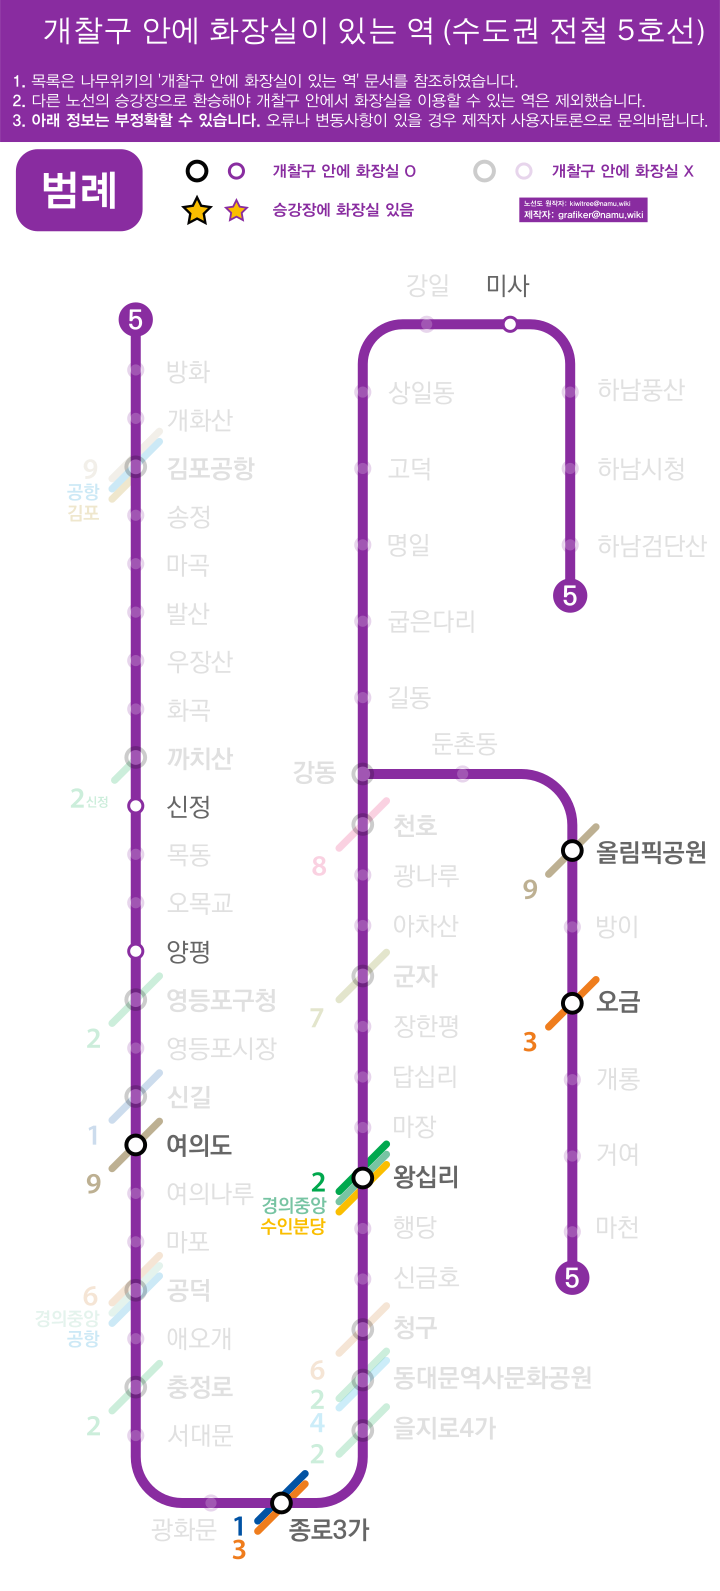 개찰구 안에 화장실이 있는 역 (수도권 전철 5호선)
1. 목록은 나무위키의 '개찰구 안에 화장실이 있는 역' 문서를 참조하였습니다.
2. 다른 노선의 승강장으로 환승해야 개찰구 안에서 화장실을 이용할 수 있는 역은 제외했습니다.
3. 아래 정보는 부정확할 수 있습니다. 오류나 변동사항이 있을 경우 제작자 사용자토론으로 문의바랍니다.
범례
개찰구 안에 화장실 O
개찰구 안에 화장실 X
승강장에 화장실 있음
노선도 원작자: kiwitree@namu.wiki
제작자: grafiker@namu.wiki
5
방화
개화산
9
공항
김포
김포공항
송정
마곡
발산
우장산
화곡
까치산
2신정
신정
목동
오목교
양평
영등포구청
2
영등포시장
신길
1
여의도
9
여의나루
마포
공덕
6
경의중앙
공항
애오개
충정로
2
서대문
광화문
1
3
종로3가
을지로4가
2
동대문역사문화공원
2
4
청구
6
신금호
행당
왕십리
2
경의중앙
수인분당
마장
답십리
장한평
군자
7
아차산
광나루
천호
8
강동
길동
굽은다리
명일
고덕
상일동
강일
미사
하남풍산
하남시청
하남검단산
5
둔촌동
올림픽공원
9
방이
오금
3
개롱
거여
마천
5